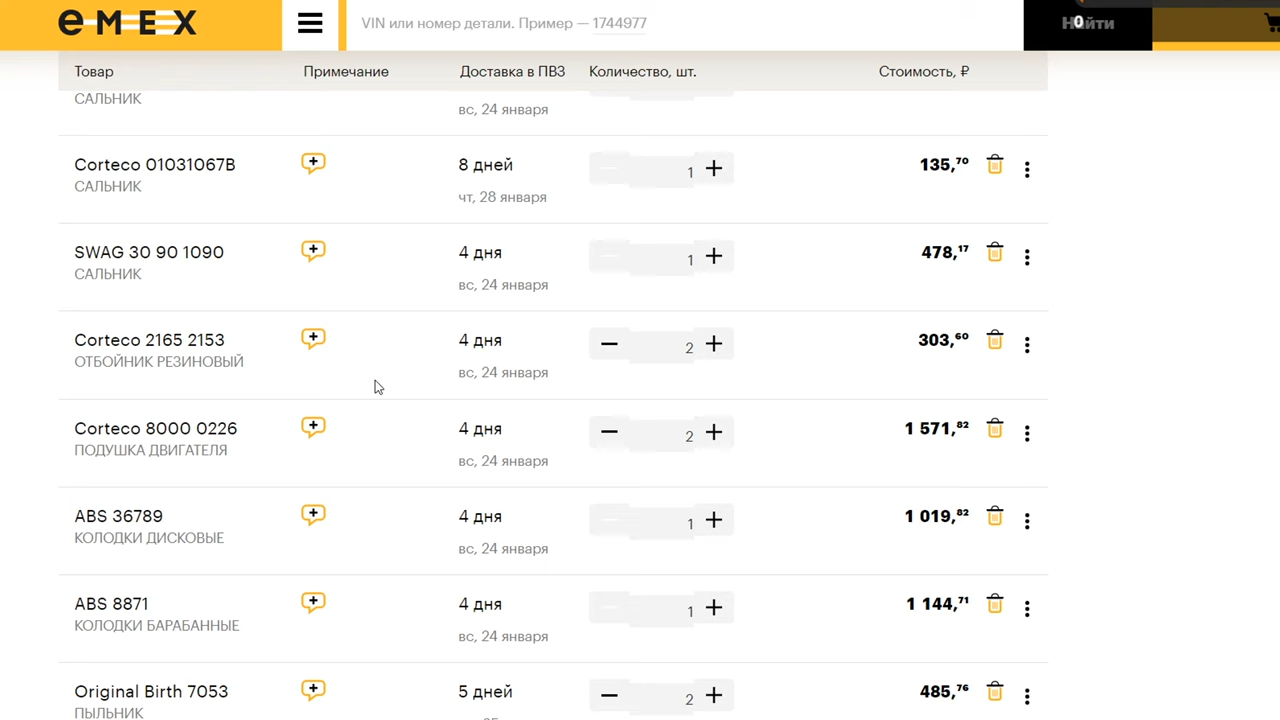 eMEX
VIN или номер детали. Пример — 1744977
Найти
0
Товар Примечание Доставка в ПВЗ Количество, шт. Стоимость, ₽
САЛЬНИК
вс, 24 января
Corteco 01031067B 8 дней 1 135,70
САЛЬНИК
чт, 28 января
SWAG 30 90 1090 4 дня 1 478,17
САЛЬНИК
вс, 24 января
Corteco 2165 2153 4 дня 2 303,60
ОТБОЙНИК РЕЗИНОВЫЙ
вс, 24 января
Corteco 8000 0226 4 дня 2 1 571,82
ПОДУШКА ДВИГАТЕЛЯ
вс, 24 января
ABS 36789 4 дня 1 1 019,82
КОЛОДКИ ДИСКОВЫЕ
вс, 24 января
ABS 8871 4 дня 1 1 144,71
КОЛОДКИ БАРАБАННЫЕ
вс, 24 января
Original Birth 7053 5 дней 2 485,76
ПЫЛЬНИК